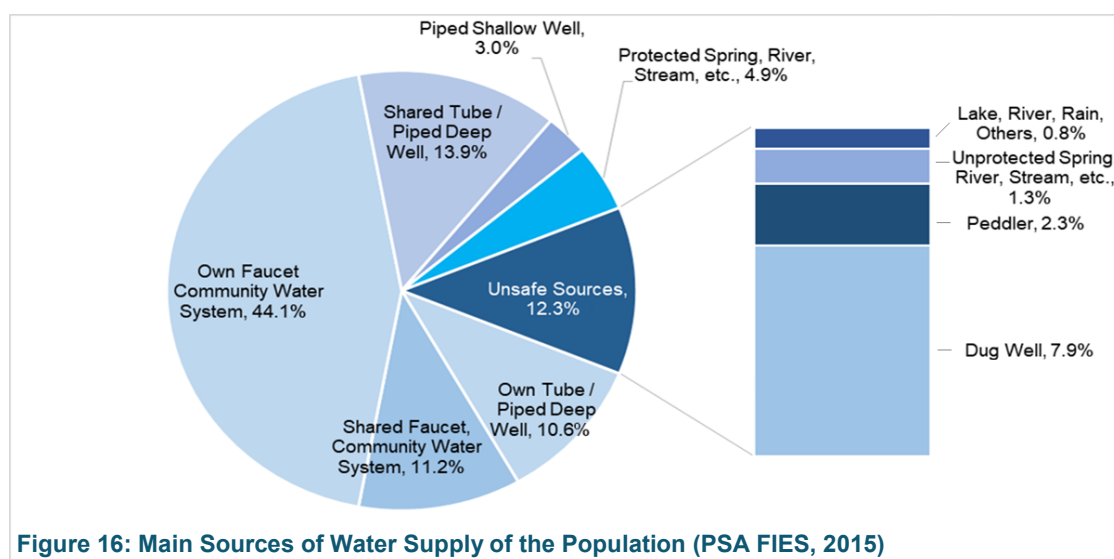 Piped Shallow Well,
3.0%
Protected Spring, River,
Stream, etc., 4.9%
Shared Tube /
Piped Deep
Well, 13.9%
Lake, River, Rain,
Others, 0.8%
Unprotected Spring,
River, Stream, etc.,
1.3%
Peddler, 2.3%
Own Faucet
Community Water
System, 44.1%
Unsafe Sources,
12.3%
Dug Well, 7.9%
Own Tube /
Piped Deep
Well, 10.6%
Shared Faucet,
Community Water
System, 11.2%
Figure 16: Main Sources of Water Supply of the Population (PSA FIES, 2015)